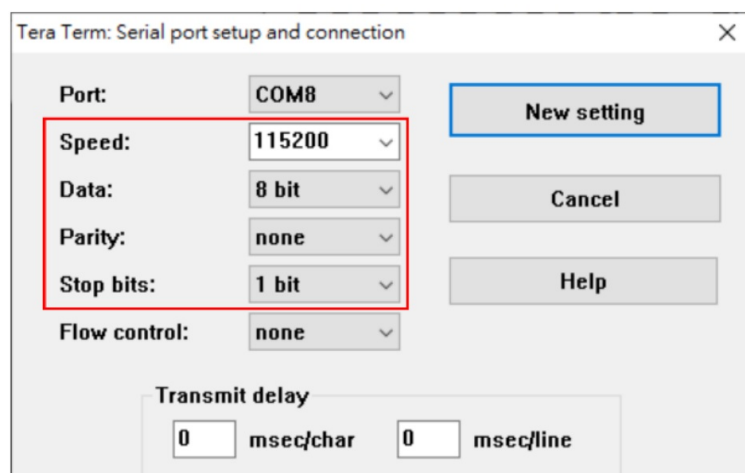 Tera Term: Serial port setup and connection
Port: COM8 New setting
Speed: 115200
Data: 8 bit Cancel
Parity: none
Stop bits: 1 bit Help
Flow control: none
Transmit delay
0 msec/char 0 msec/line